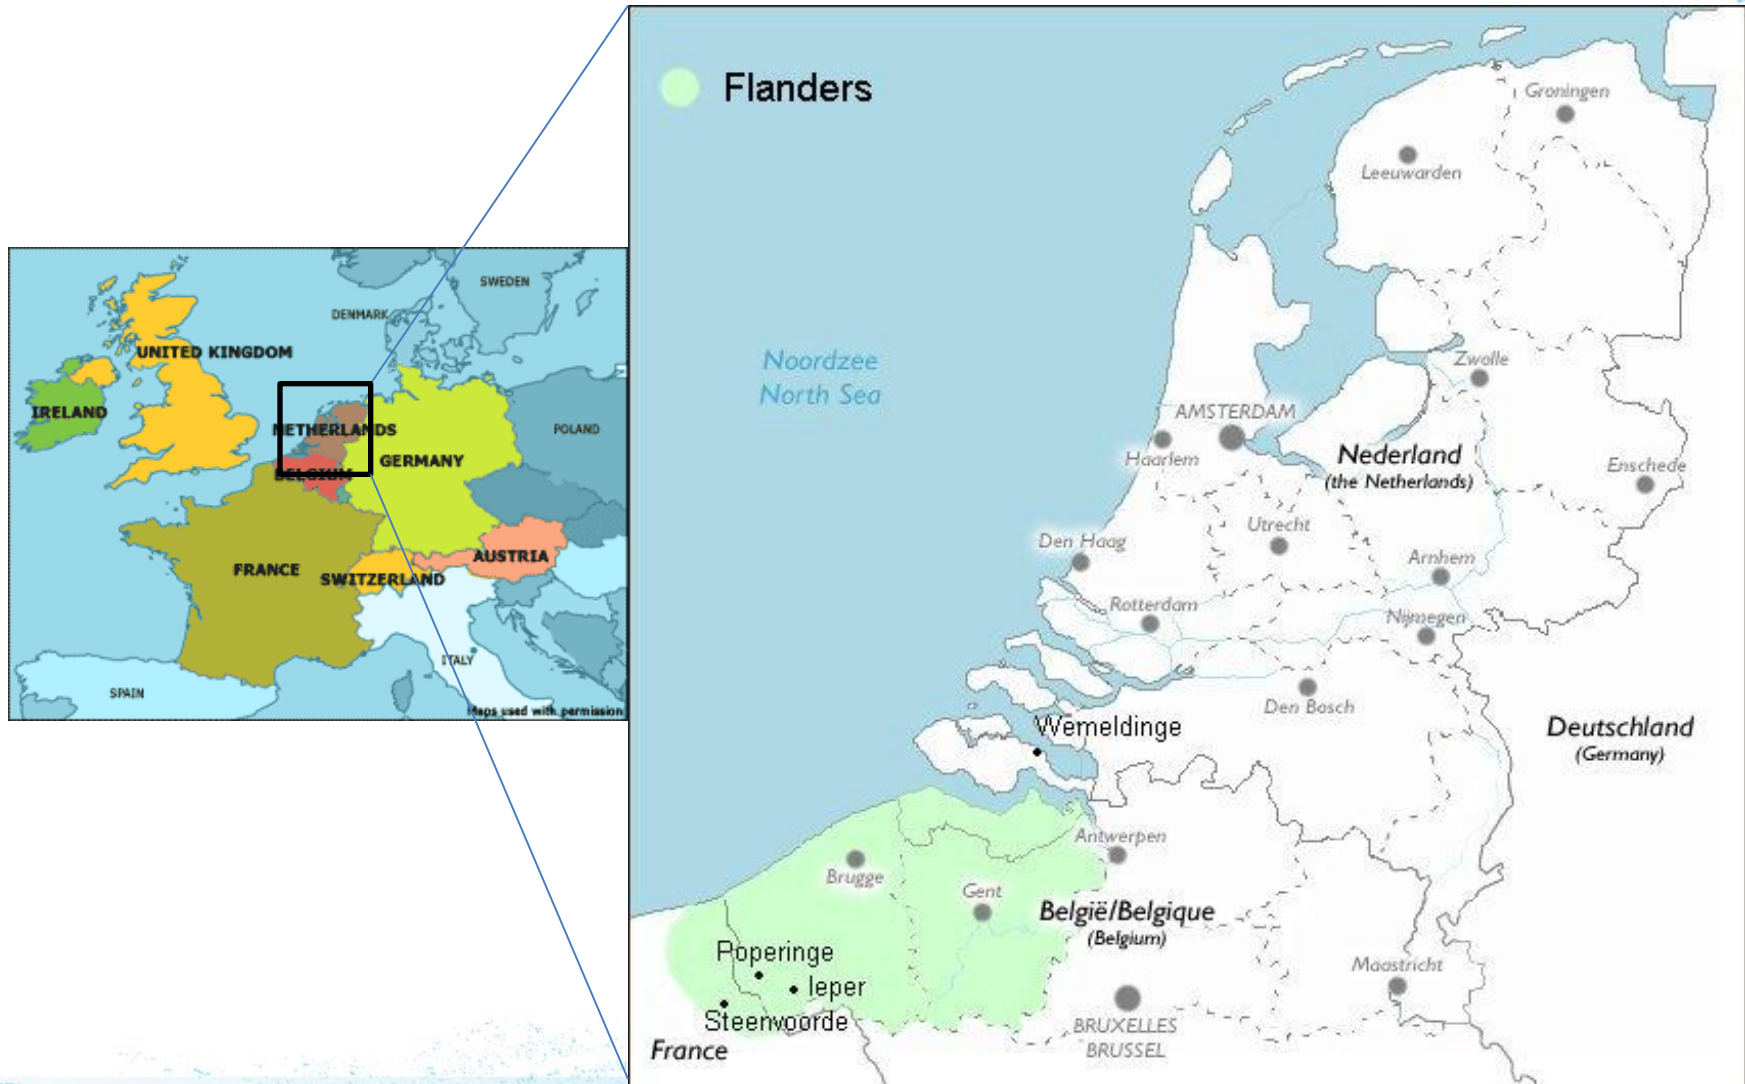 SWEDEN
DENMARK
UNITED KINGDOM
IRELAND
NETHERLANDS
POLAND
GERMANY
BELGIUM
AUSTRIA
FRANCE
SWITZERLAND
ITALY
SPAIN
Maps used with permission
Flanders
Groningen
Leeuwarden
Noordzee
North Sea
Zwolle
AMSTERDAM
Haarlem
Nederland
(the Netherlands)
Enschede
Utrecht
Den Haag
Arnhem
Rotterdam
Nijmegen
Den Bosch
Wemeldinge
Deutschland
(Germany)
Antwerpen
Brugge
Gent
België/Belgique
(Belgium)
Poperinge
Ieper
Maastricht
Steenvoorde
BRUXELLES
BRUSSEL
France